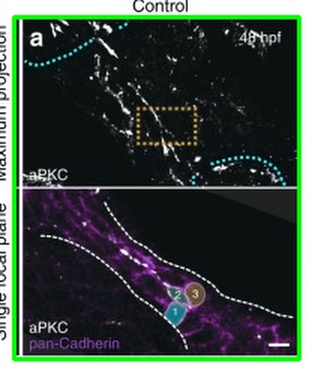 Control
Maximum projection
a
48 hpf
aPKC
Single focal plane
2
3
1
aPKC
pan-Cadherin